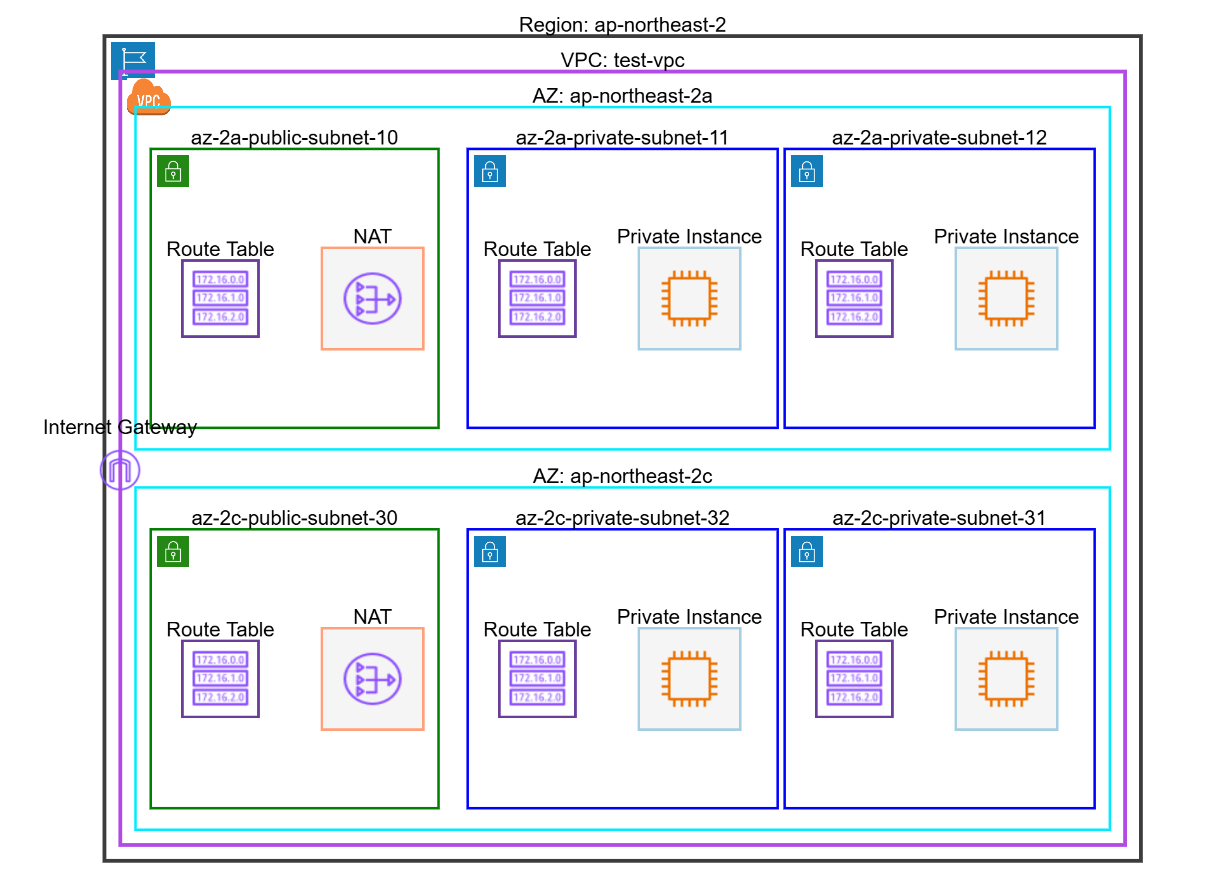 Region: ap-northeast-2
VPC: test-vpc
VPC
AZ: ap-northeast-2a
az-2a-public-subnet-10
az-2a-private-subnet-11
az-2a-private-subnet-12
Route Table
172.16.0.0
172.16.1.0
172.16.2.0
NAT
Route Table
172.16.0.0
172.16.1.0
172.16.2.0
Private Instance
Route Table
172.16.0.0
172.16.1.0
172.16.2.0
Private Instance
Internet Gateway
AZ: ap-northeast-2c
az-2c-public-subnet-30
az-2c-private-subnet-32
az-2c-private-subnet-31
Route Table
172.16.0.0
172.16.1.0
172.16.2.0
NAT
Route Table
172.16.0.0
172.16.1.0
172.16.2.0
Private Instance
Route Table
172.16.0.0
172.16.1.0
172.16.2.0
Private Instance